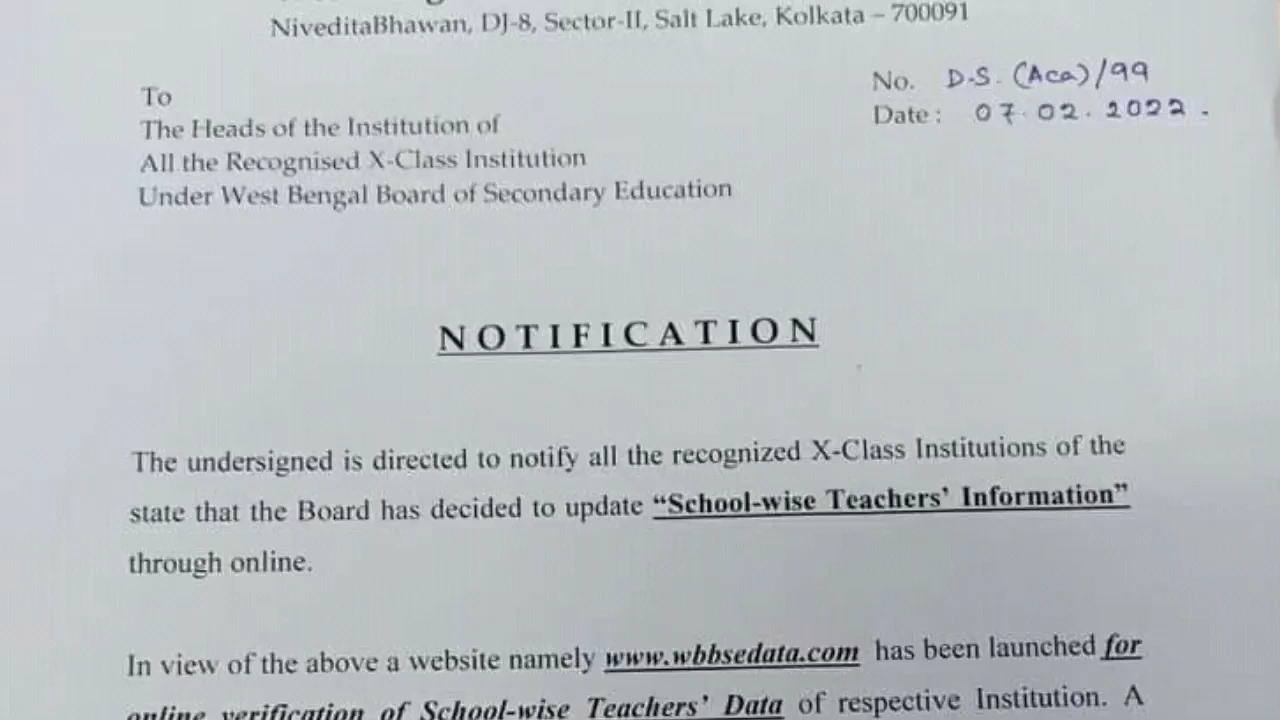 NiveditaBhawan, DJ-8, Sector-II, Salt Lake, Kolkata – 700091
No. D.S. (Aca)/99
Date : 07.02.2022.
To
The Heads of the Institution of
All the Recognised X-Class Institution
Under West Bengal Board of Secondary Education
NOTIFICATION
The undersigned is directed to notify all the recognized X-Class Institutions of the
state that the Board has decided to update “School-wise Teachers’ Information”
through online.
In view of the above a website namely www.wbbsedata.com has been launched for
online verification of School-wise Teachers’ Data of respective Institution. A